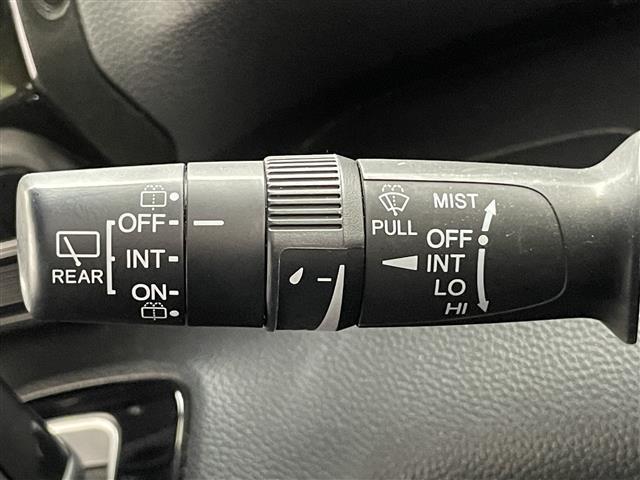 OFF
INT
ON
REAR
PULL
MIST
OFF
INT
LO
HI